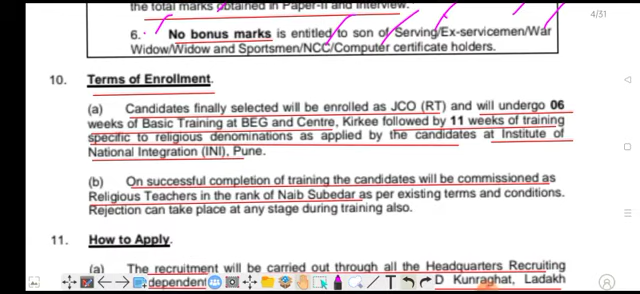 the total marks obtained in Paper-II and Interview.
4/31
6. No bonus marks is entitled to son of Serving/Ex-servicemen/War
Widow/Widow and Sportsmen/NCC/Computer certificate holders.
10. Terms of Enrollment.
(a) Candidates finally selected will be enrolled as JCO (RT) and will undergo 06
weeks of Basic Training at BEG and Centre, Kirkee followed by 11 weeks of training
specific to religious denominations as applied by the candidates at Institute of
National Integration (INI), Pune.
(b) On successful completion of training the candidates will be commissioned as
Religious Teachers in the rank of Naib Subedar as per existing terms and conditions.
Rejection can take place at any stage during training also.
11. How to Apply.
(a) The recruitment will be carried out through all the Headquarters Recruiting
dependent D Kunraghat, Ladakh